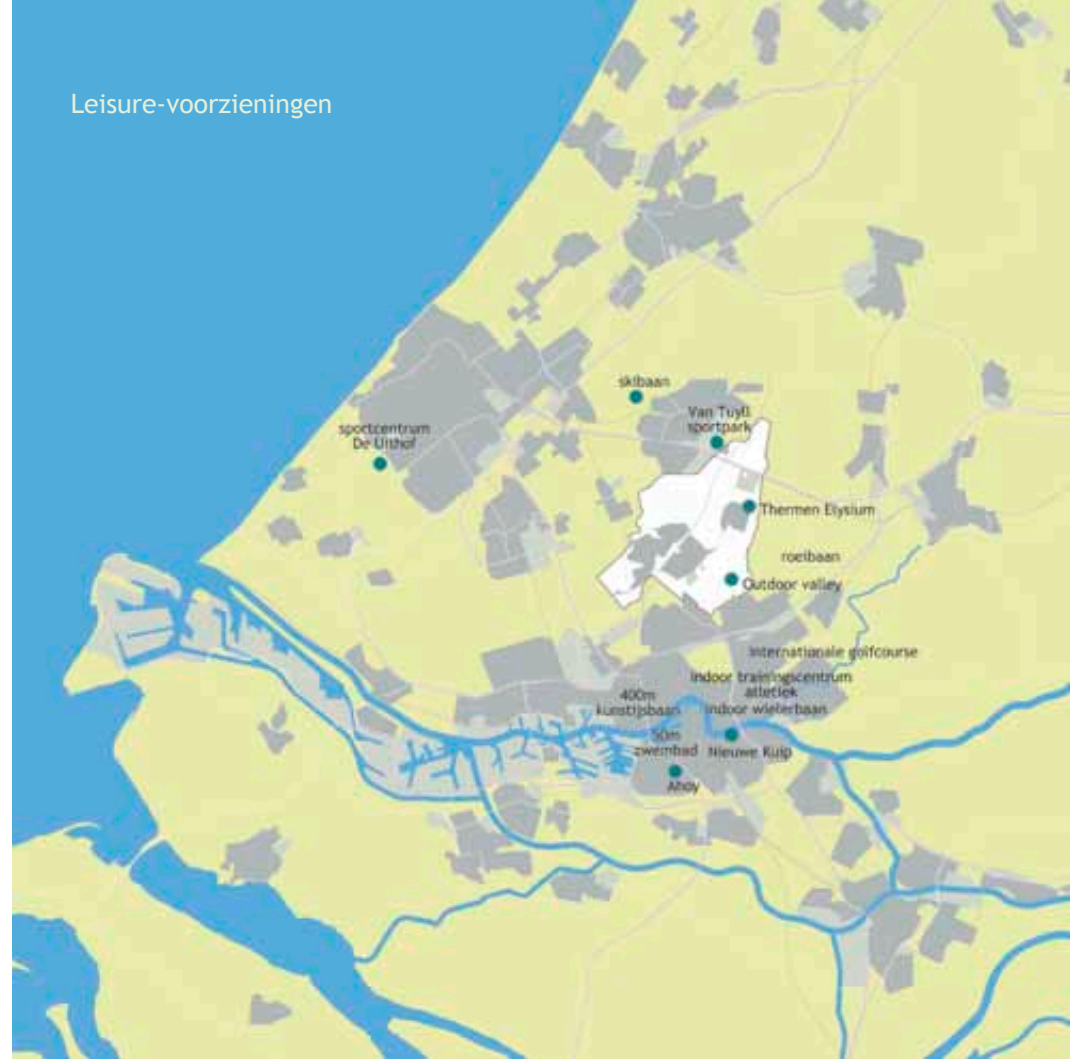 Leisure-voorzieningen
skibaan
Van Tuyll
sportpark
sportcentrum
De Uithof
Thermen Elysium
roeibaan
Outdoor valley
internationale golfcourse
indoor trainingscentrum
atletiek
400m
kunstijsbaan
indoor wielerbaan
50m
zwembad
Nieuwe Kuip
Ahoy